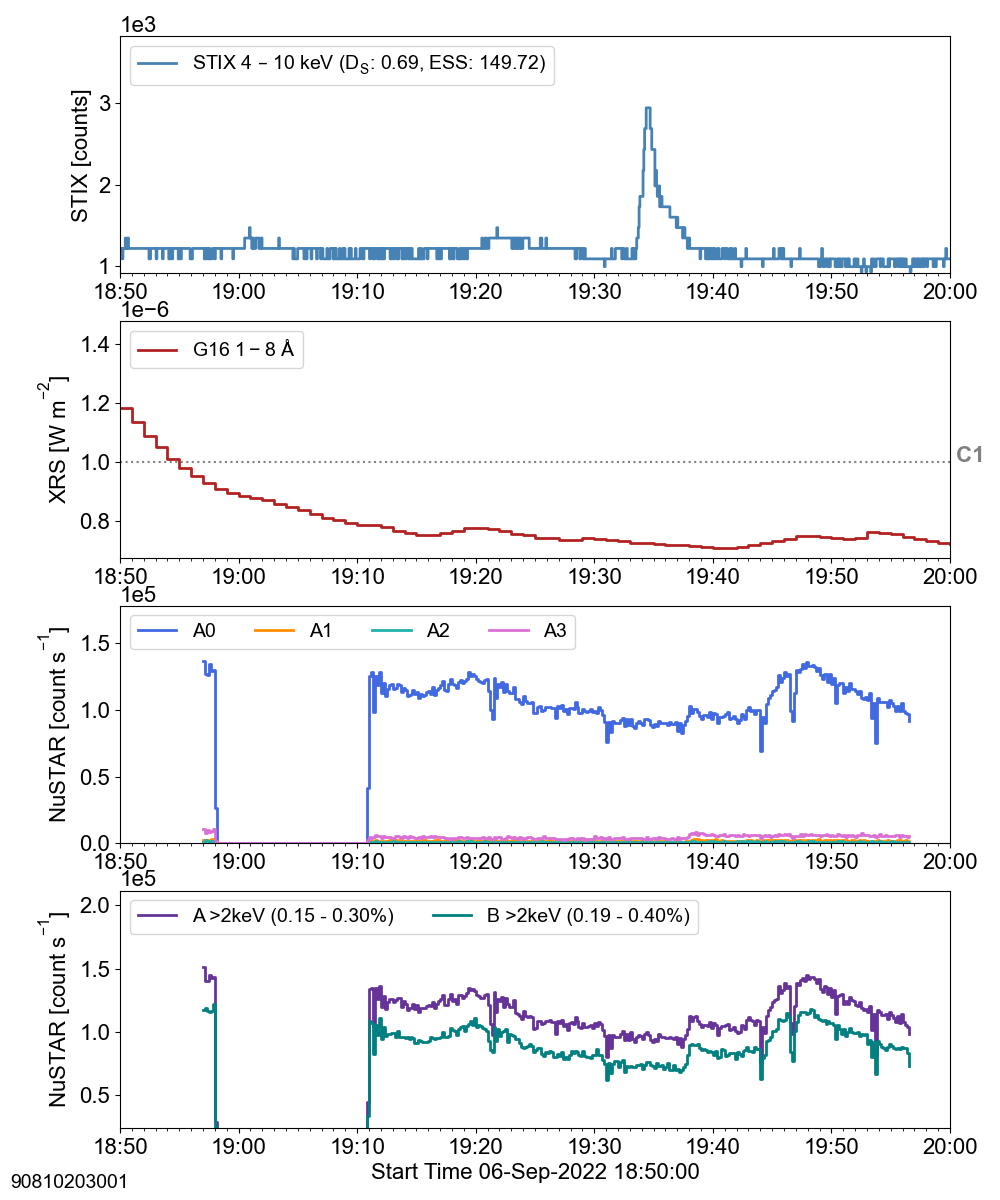 1e3
STIX 4 – 10 keV (D_S: 0.69, ESS: 149.72)
STIX [counts]
3
2
1
18:50 19:00 19:10 19:20 19:30 19:40 19:50 20:00
1e−6
G16 1 – 8 Å
XRS [W m⁻²]
1.4
1.2
1.0
0.8
C1
18:50 19:00 19:10 19:20 19:30 19:40 19:50 20:00
1e5
A0 A1 A2 A3
NuSTAR [count s⁻¹]
1.5
1.0
0.5
0.0
18:50 19:00 19:10 19:20 19:30 19:40 19:50 20:00
1e5
A >2keV (0.15 - 0.30%) B >2keV (0.19 - 0.40%)
NuSTAR [count s⁻¹]
2.0
1.5
1.0
0.5
18:50 19:00 19:10 19:20 19:30 19:40 19:50 20:00
Start Time 06-Sep-2022 18:50:00
90810203001